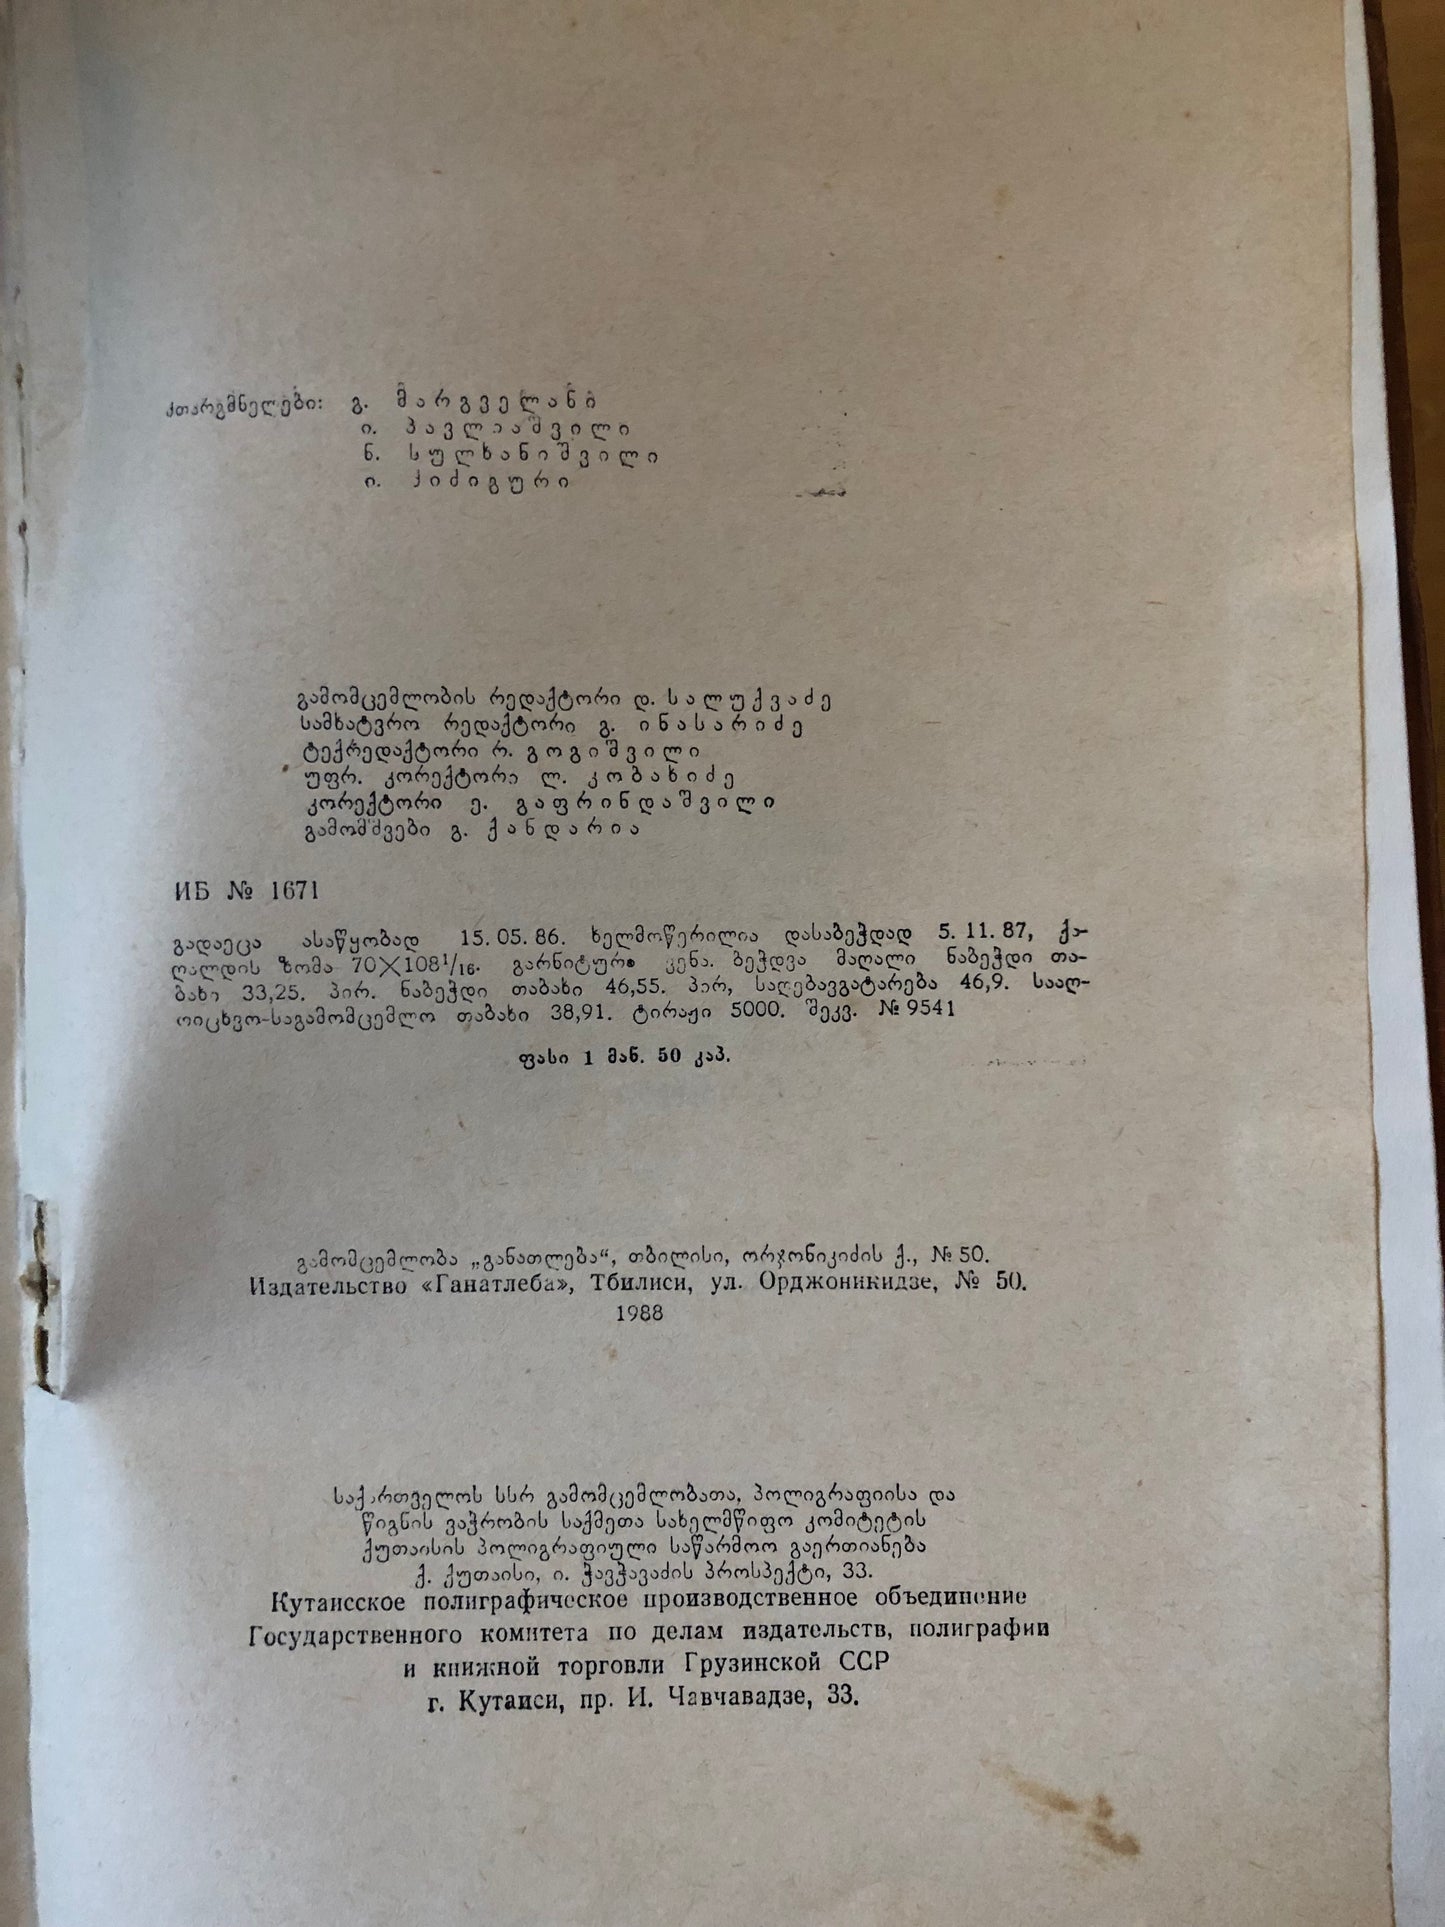 მთარგმნელები: გ. მარგველანი
ი. პავლიაშვილი
ნ. სულხანიშვილი
ი. ქიძიგური
გამომცემლობის რედაქტორი დ. სალუქვაძე
სამხატვრო რედაქტორი გ. ინასარიძე
ტექრედაქტორი რ. გოგიშვილი
უფრ. კორექტორი ლ. კობახიძე
კორექტორი ე. გაფრინდაშვილი
გამომშვები გ. ქანდარია
ИБ № 1671
გადაეცა ასაწყობად 15.05.86. ხელმოწერილია დასაბეჭდად 5.11.87, ქა-
ღალდის ზომა 70×108¹/₁₆. გარნიტურა ვენა. ბეჭდვა მაღალი ნაბეჭდი თა-
ბახი 33,25. პირ. ნაბეჭდი თაბახი 46,55. პირ, საღებავგატარება 46,9. სააღ-
რიცხვო-საგამომცემლო თაბახი 38,91. ტირაჟი 5000. შეკვ. № 9541
ფასი 1 მან. 50 კაპ.
გამომცემლობა „განათლება“, თბილისი, ორჯონიკიძის ქ., № 50.
Издательство «Ганатлеба», Тбилиси, ул. Орджоникидзе, № 50.
1988
საქართველოს სსრ გამომცემლობათა, პოლიგრაფიისა და
წიგნის ვაჭრობის საქმეთა სახელმწიფო კომიტეტის
ქუთაისის პოლიგრაფიული საწარმოო გაერთიანება
ქ. ქუთაისი, ი. ჭავჭავაძის პროსპექტი, 33.
Кутаисское полиграфическое производственное объединение
Государственного комитета по делам издательств, полиграфии
и книжной торговли Грузинской ССР
г. Кутаиси, пр. И. Чавчавадзе, 33.